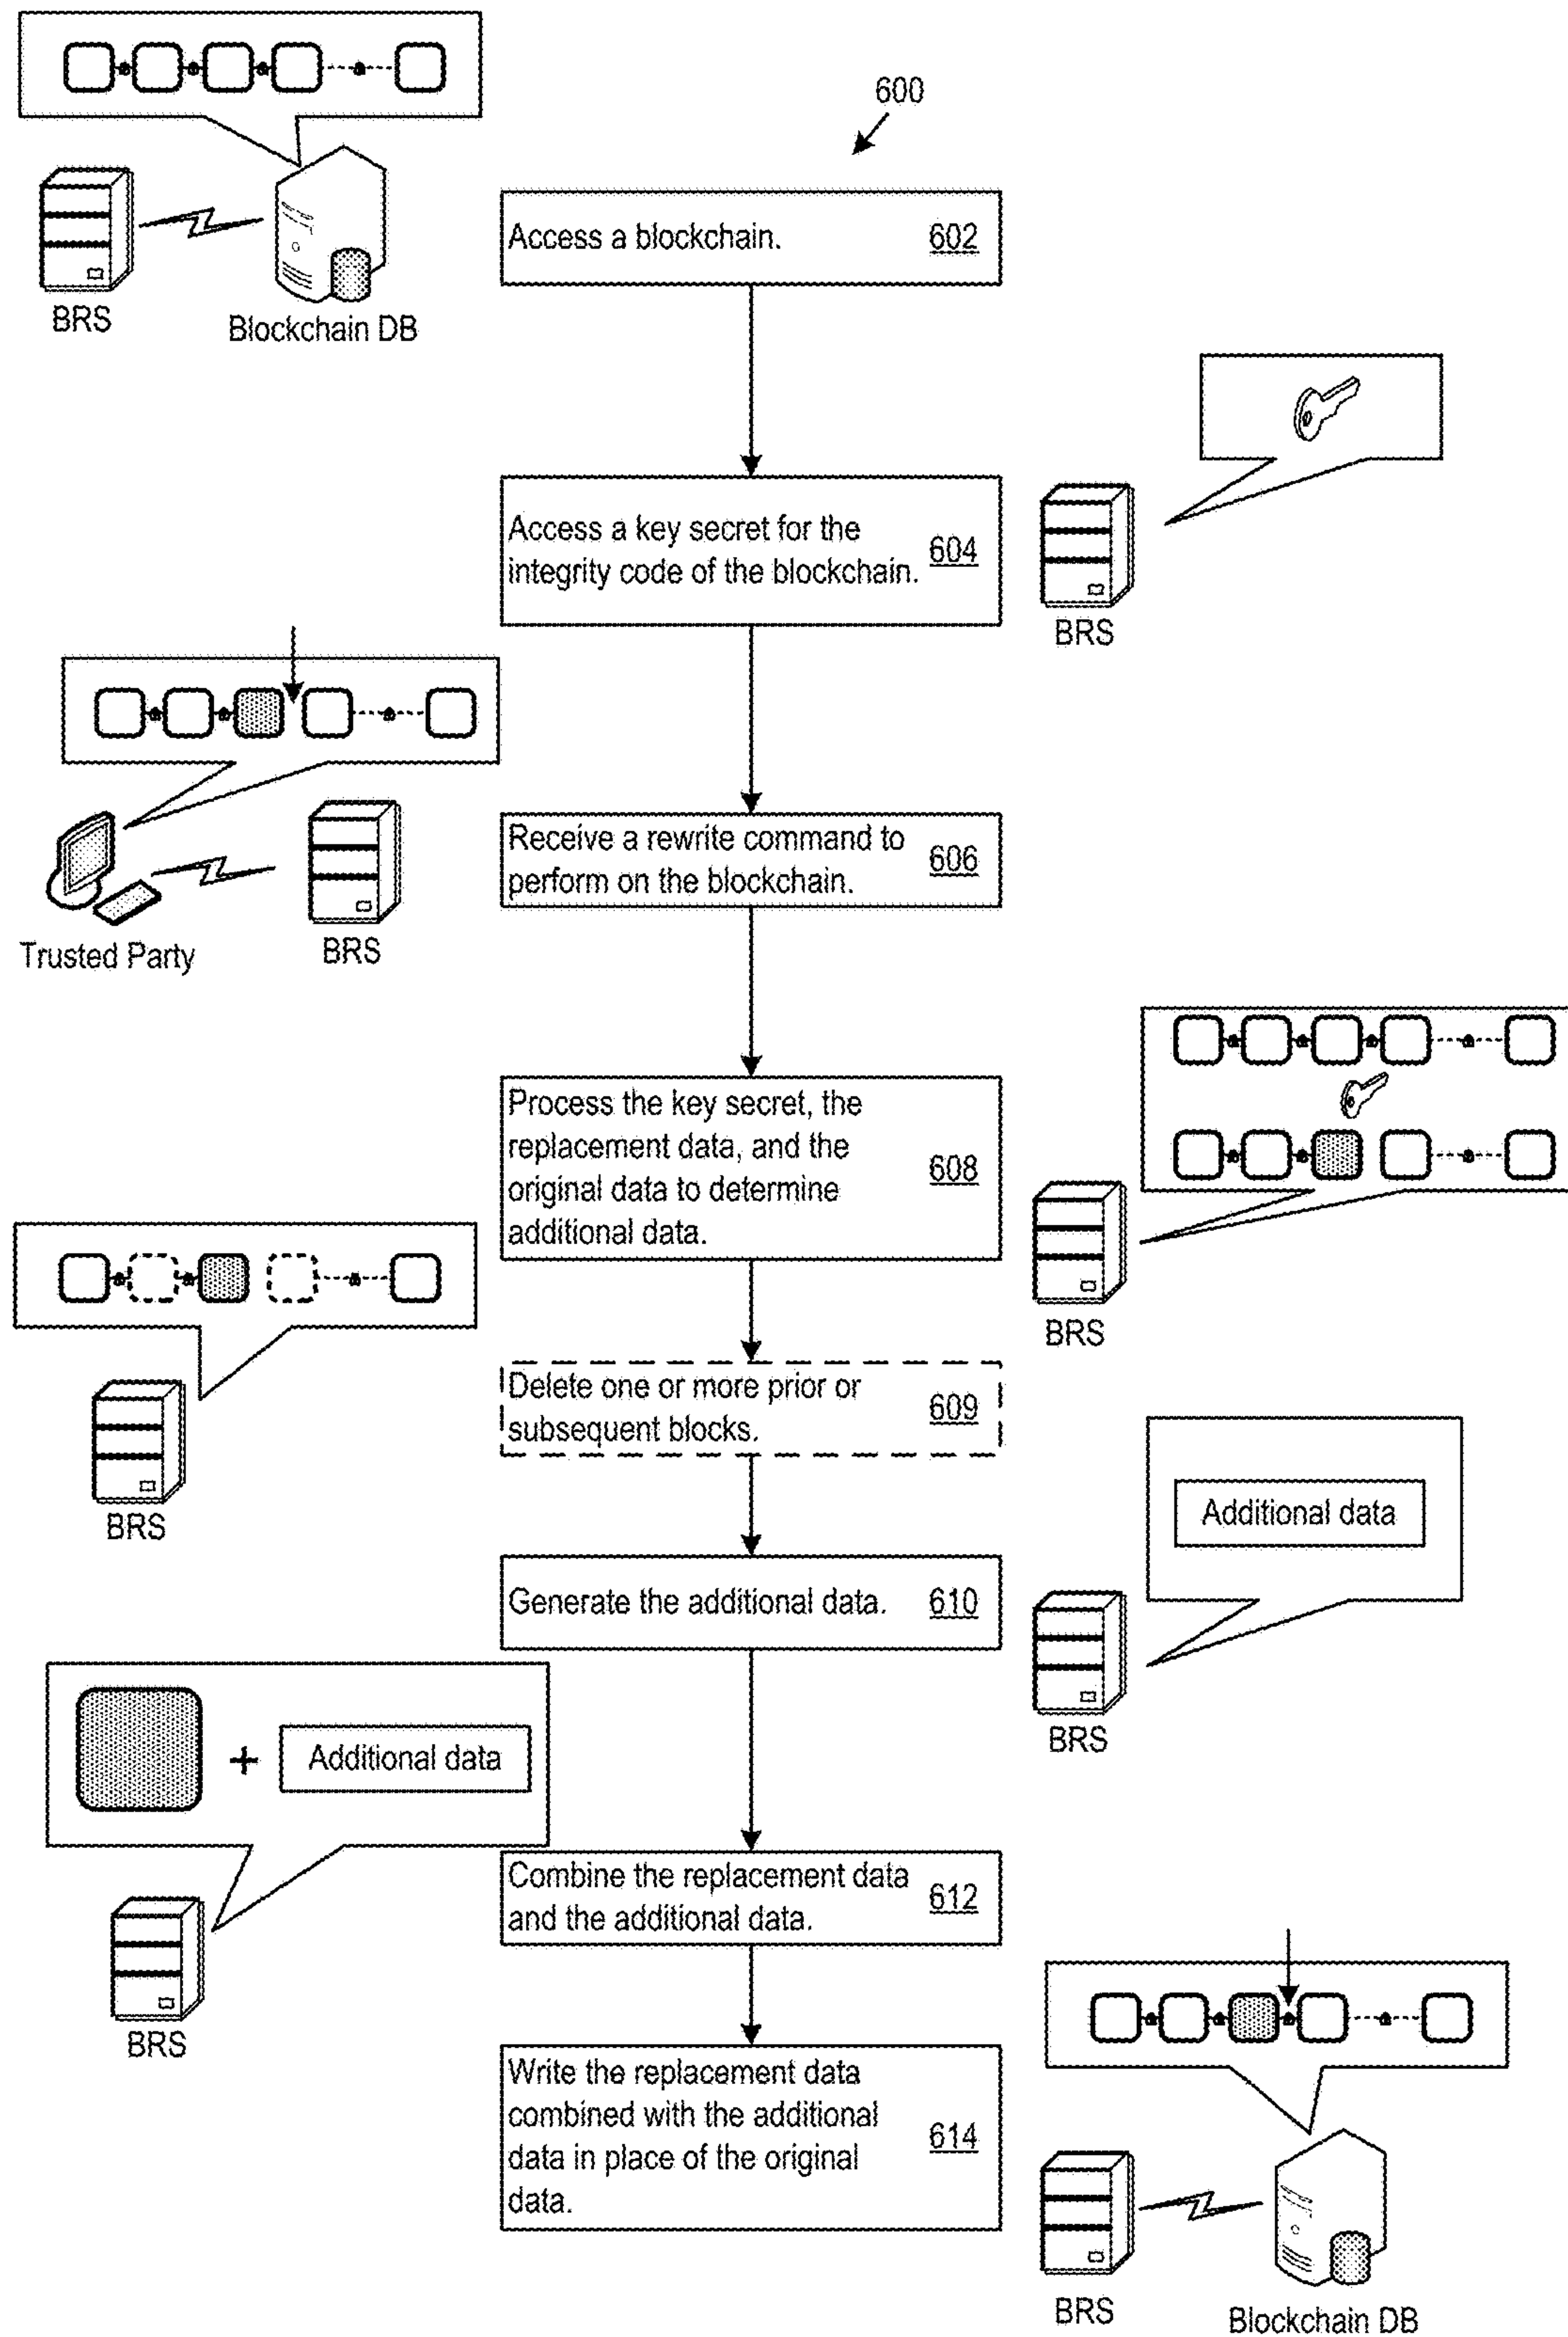 600
Access a blockchain. 602
BRS
Blockchain DB
Access a key secret for the
integrity code of the blockchain. 604
BRS
Receive a rewrite command to
perform on the blockchain. 606
Trusted Party
BRS
Process the key secret, the
replacement data, and the
original data to determine
additional data. 608
BRS
Delete one or more prior or
subsequent blocks. 609
BRS
Additional data
Generate the additional data. 610
BRS
+ Additional data
Combine the replacement data
and the additional data. 612
BRS
Write the replacement data
combined with the additional
data in place of the original
data. 614
BRS
Blockchain DB